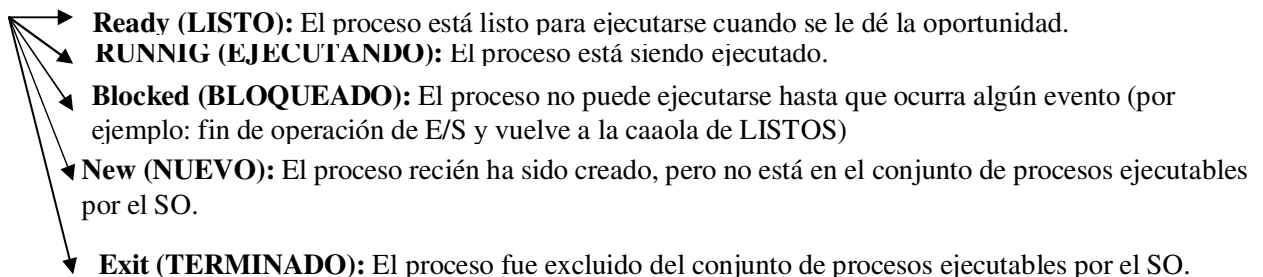 Ready (LISTO): El proceso está listo para ejecutarse cuando se le dé la oportunidad.
RUNNIG (EJECUTANDO): El proceso está siendo ejecutado.
Blocked (BLOQUEADO): El proceso no puede ejecutarse hasta que ocurra algún evento (por
ejemplo: fin de operación de E/S y vuelve a la caaola de LISTOS)
New (NUEVO): El proceso recién ha sido creado, pero no está en el conjunto de procesos ejecutables
por el SO.
Exit (TERMINADO): El proceso fue excluido del conjunto de procesos ejecutables por el SO.